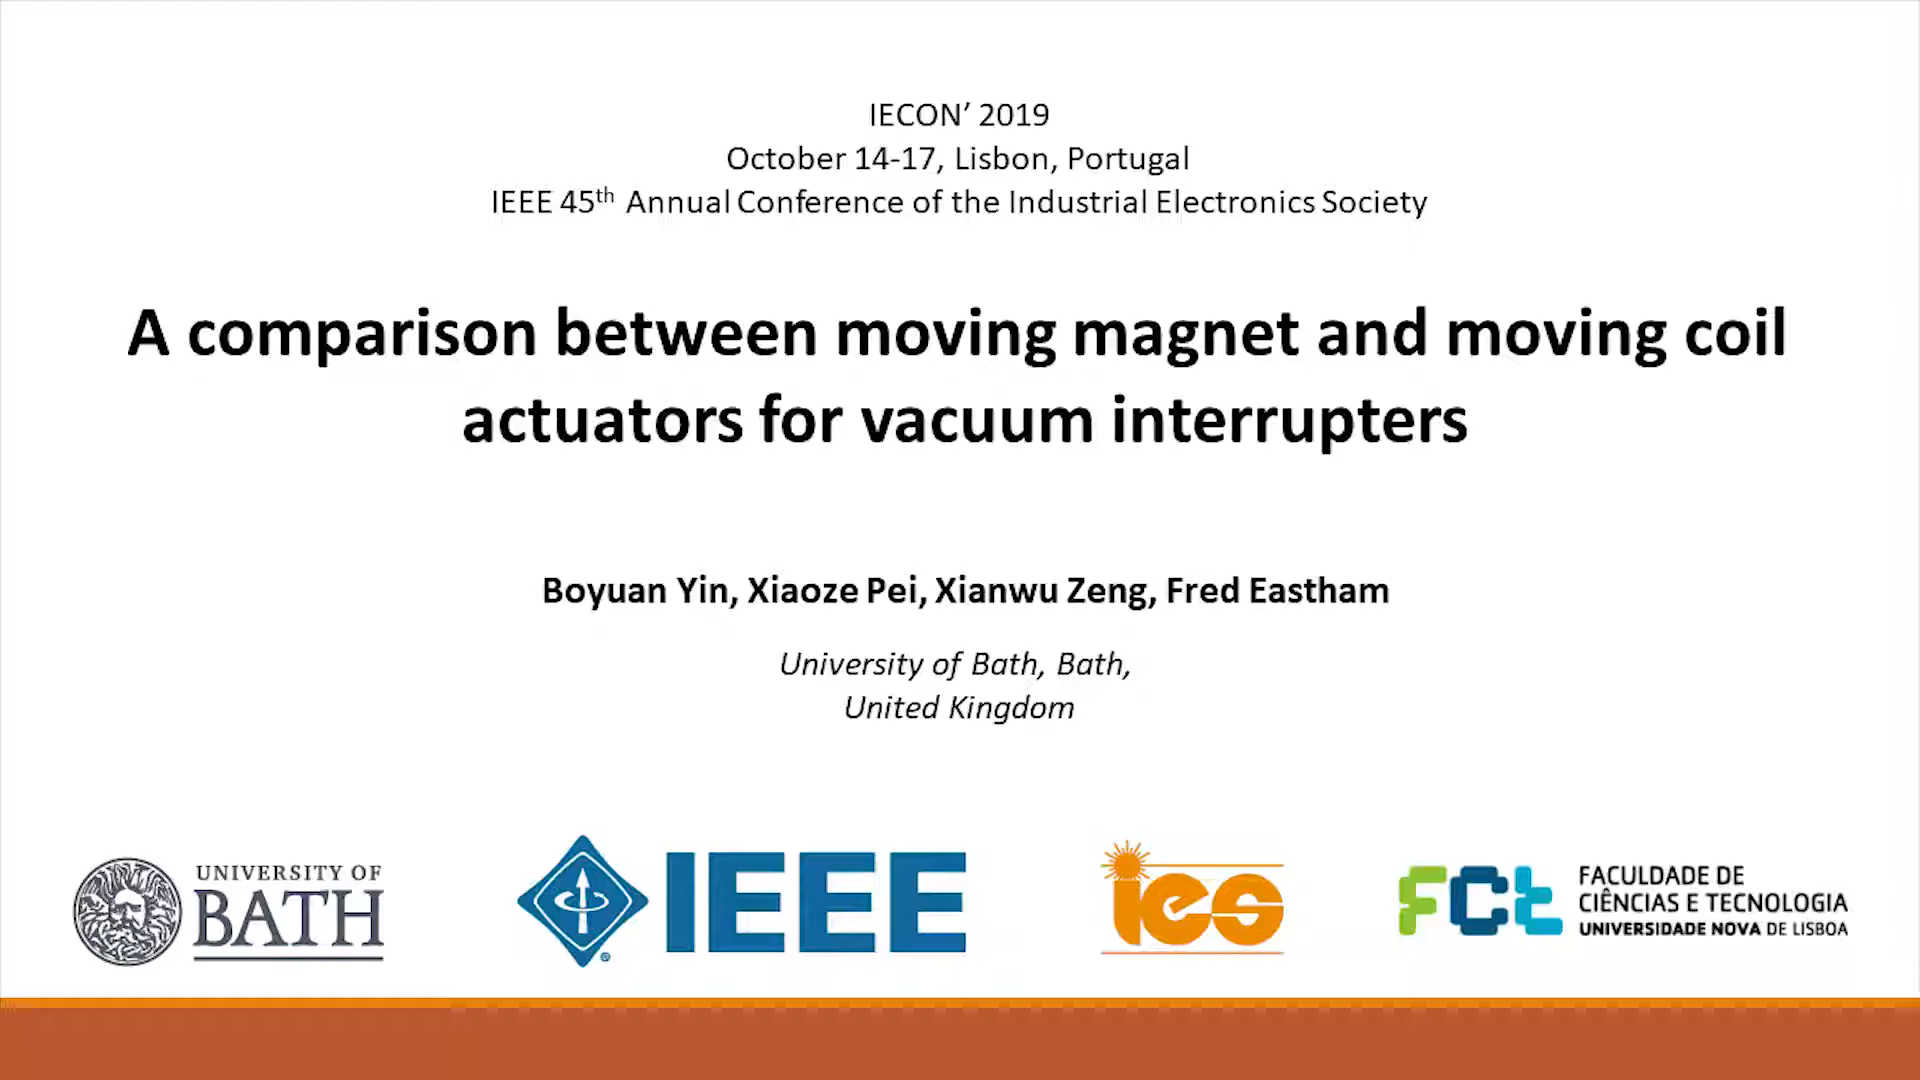 IECON’ 2019
October 14-17, Lisbon, Portugal
IEEE 45th Annual Conference of the Industrial Electronics Society
A comparison between moving magnet and moving coil
actuators for vacuum interrupters
Boyuan Yin, Xiaoze Pei, Xianwu Zeng, Fred Eastham
University of Bath, Bath,
United Kingdom
UNIVERSITY OF
BATH
IEEE
®
ies
FCt
FACULDADE DE
CIÊNCIAS E TECNOLOGIA
UNIVERSIDADE NOVA DE LISBOA